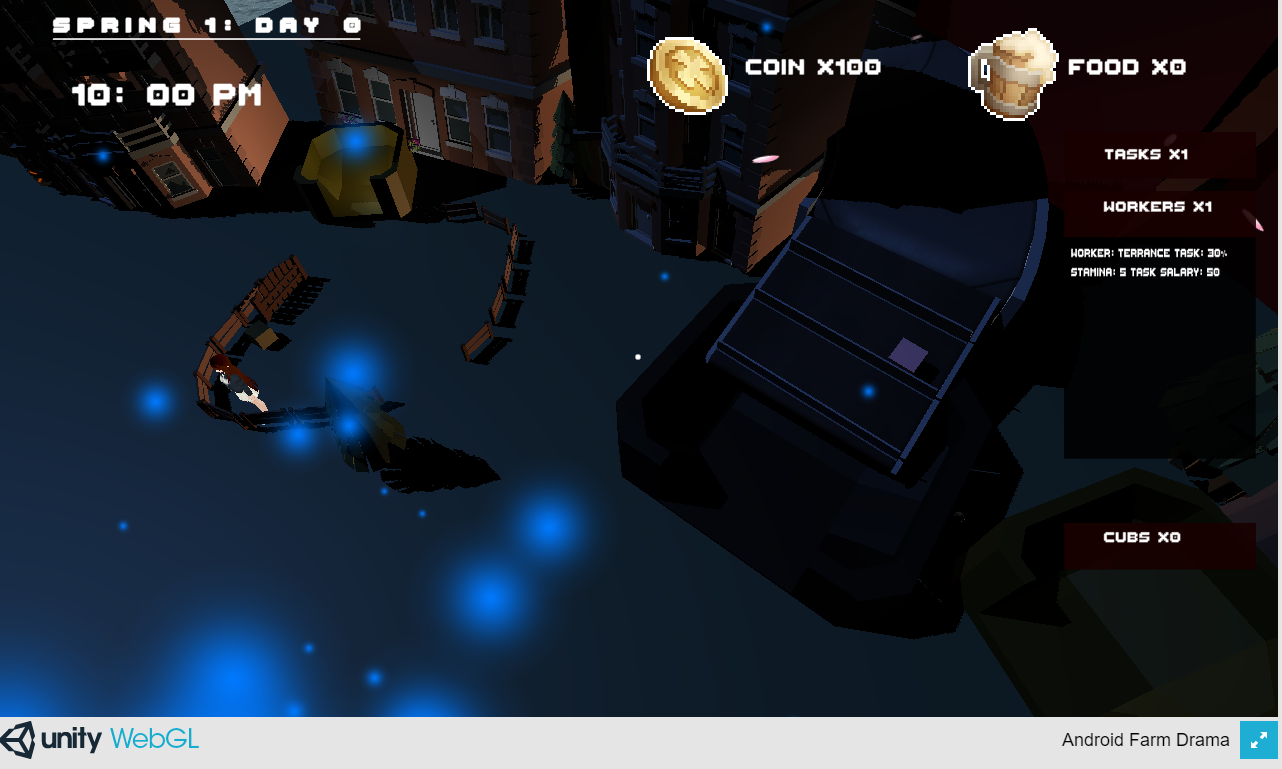 SPRING 1: DAY 0
10: 00 PM
COIN X100
FOOD X0
TASKS X1
WORKERS X1
WORKER: TERRANCE TASK: 30%
STAMINA: 5 TASK SALARY: 50
CUBS X0
unity WebGL
Android Farm Drama